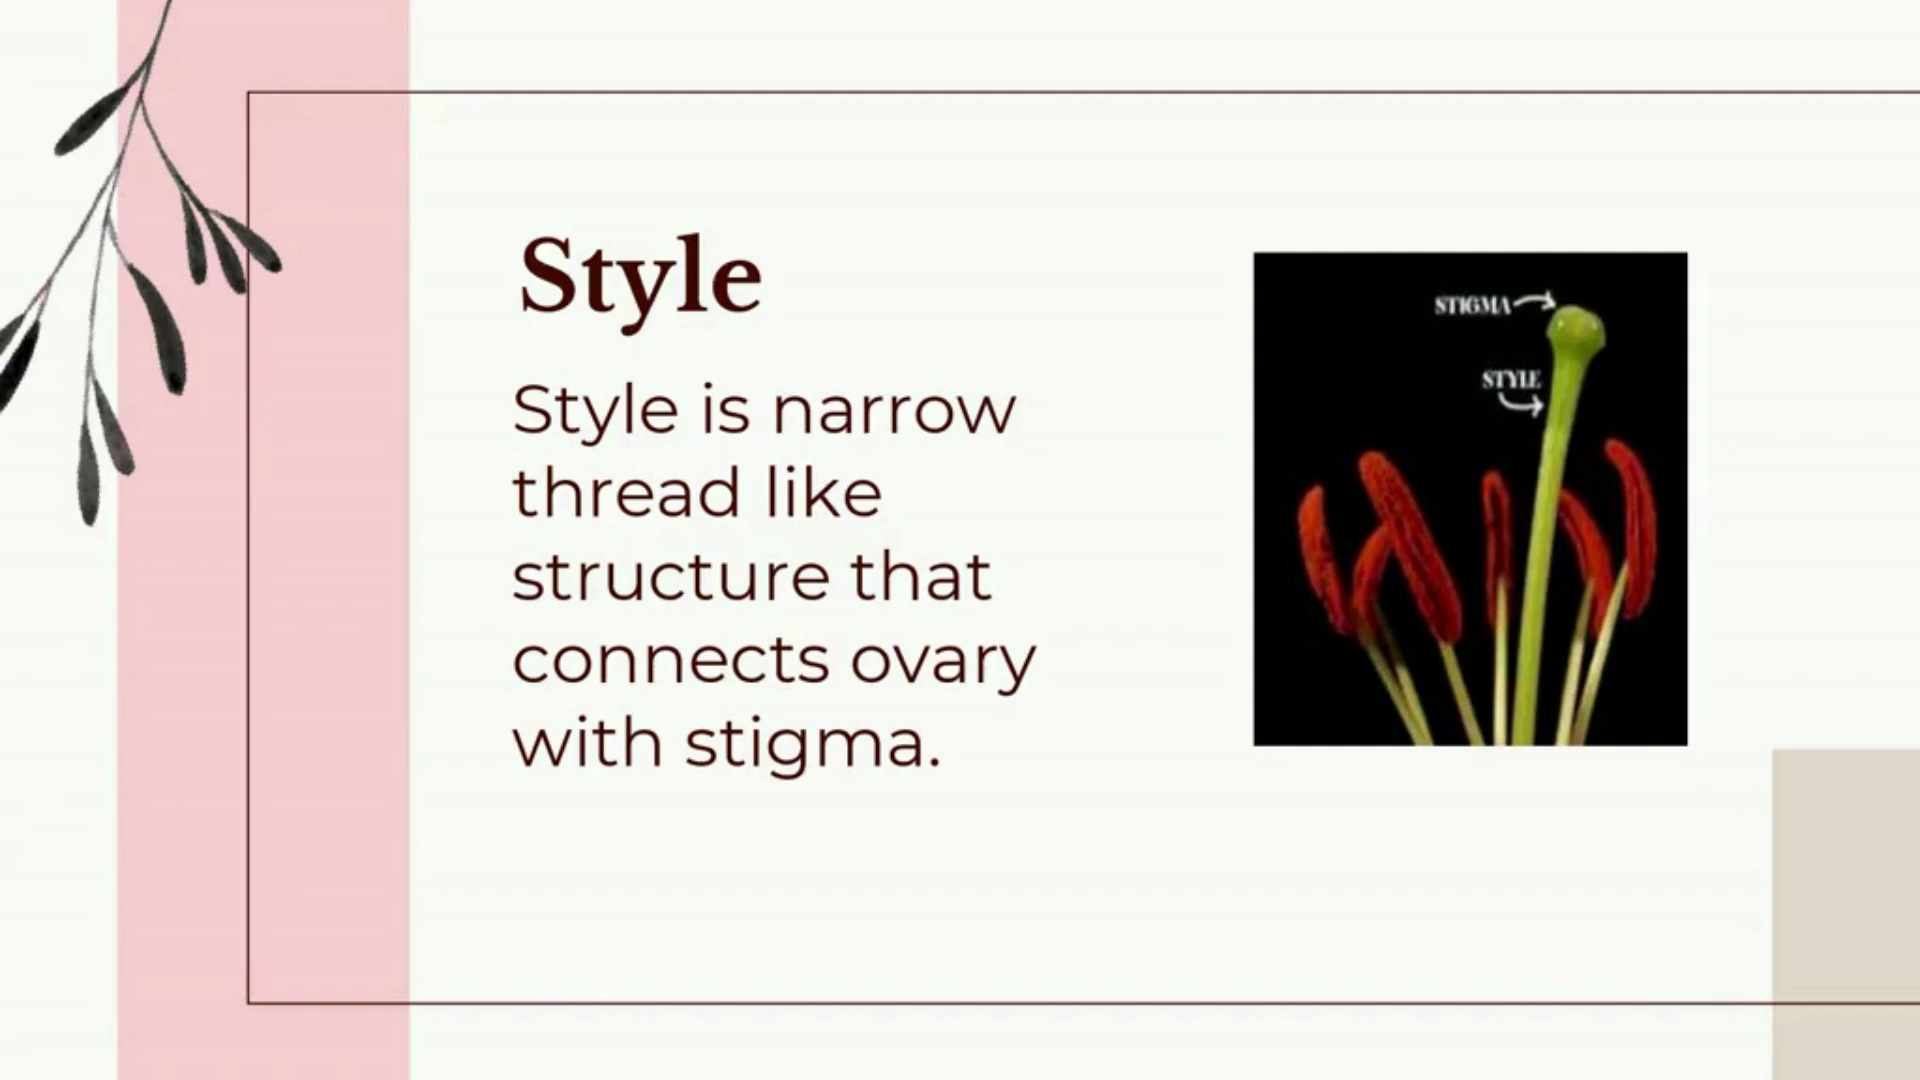 Style
Style is narrow
thread like
structure that
connects ovary
with stigma.
STIGMA
STYLE